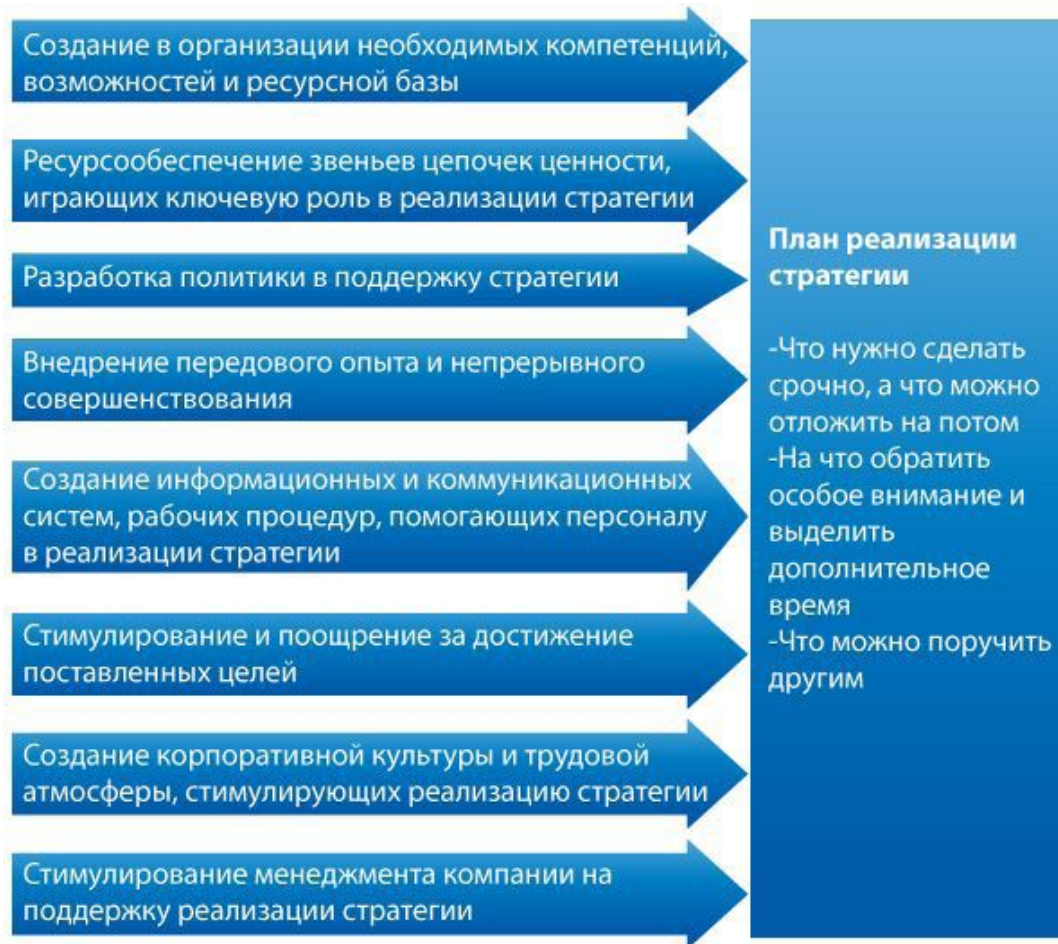 Создание в организации необходимых компетенций,
возможностей и ресурсной базы
Ресурсообеспечение звеньев цепочек ценности,
играющих ключевую роль в реализации стратегии
Разработка политики в поддержку стратегии
Внедрение передового опыта и непрерывного
совершенствования
Создание информационных и коммуникационных
систем, рабочих процедур, помогающих персоналу
в реализации стратегии
Стимулирование и поощрение за достижение
поставленных целей
Создание корпоративной культуры и трудовой
атмосферы, стимулирующих реализацию стратегии
Стимулирование менеджмента компании на
поддержку реализации стратегии
План реализации
стратегии
-Что нужно сделать
срочно, а что можно
отложить на потом
-На что обратить
особое внимание и
выделить
дополнительное
время
-Что можно поручить
другим